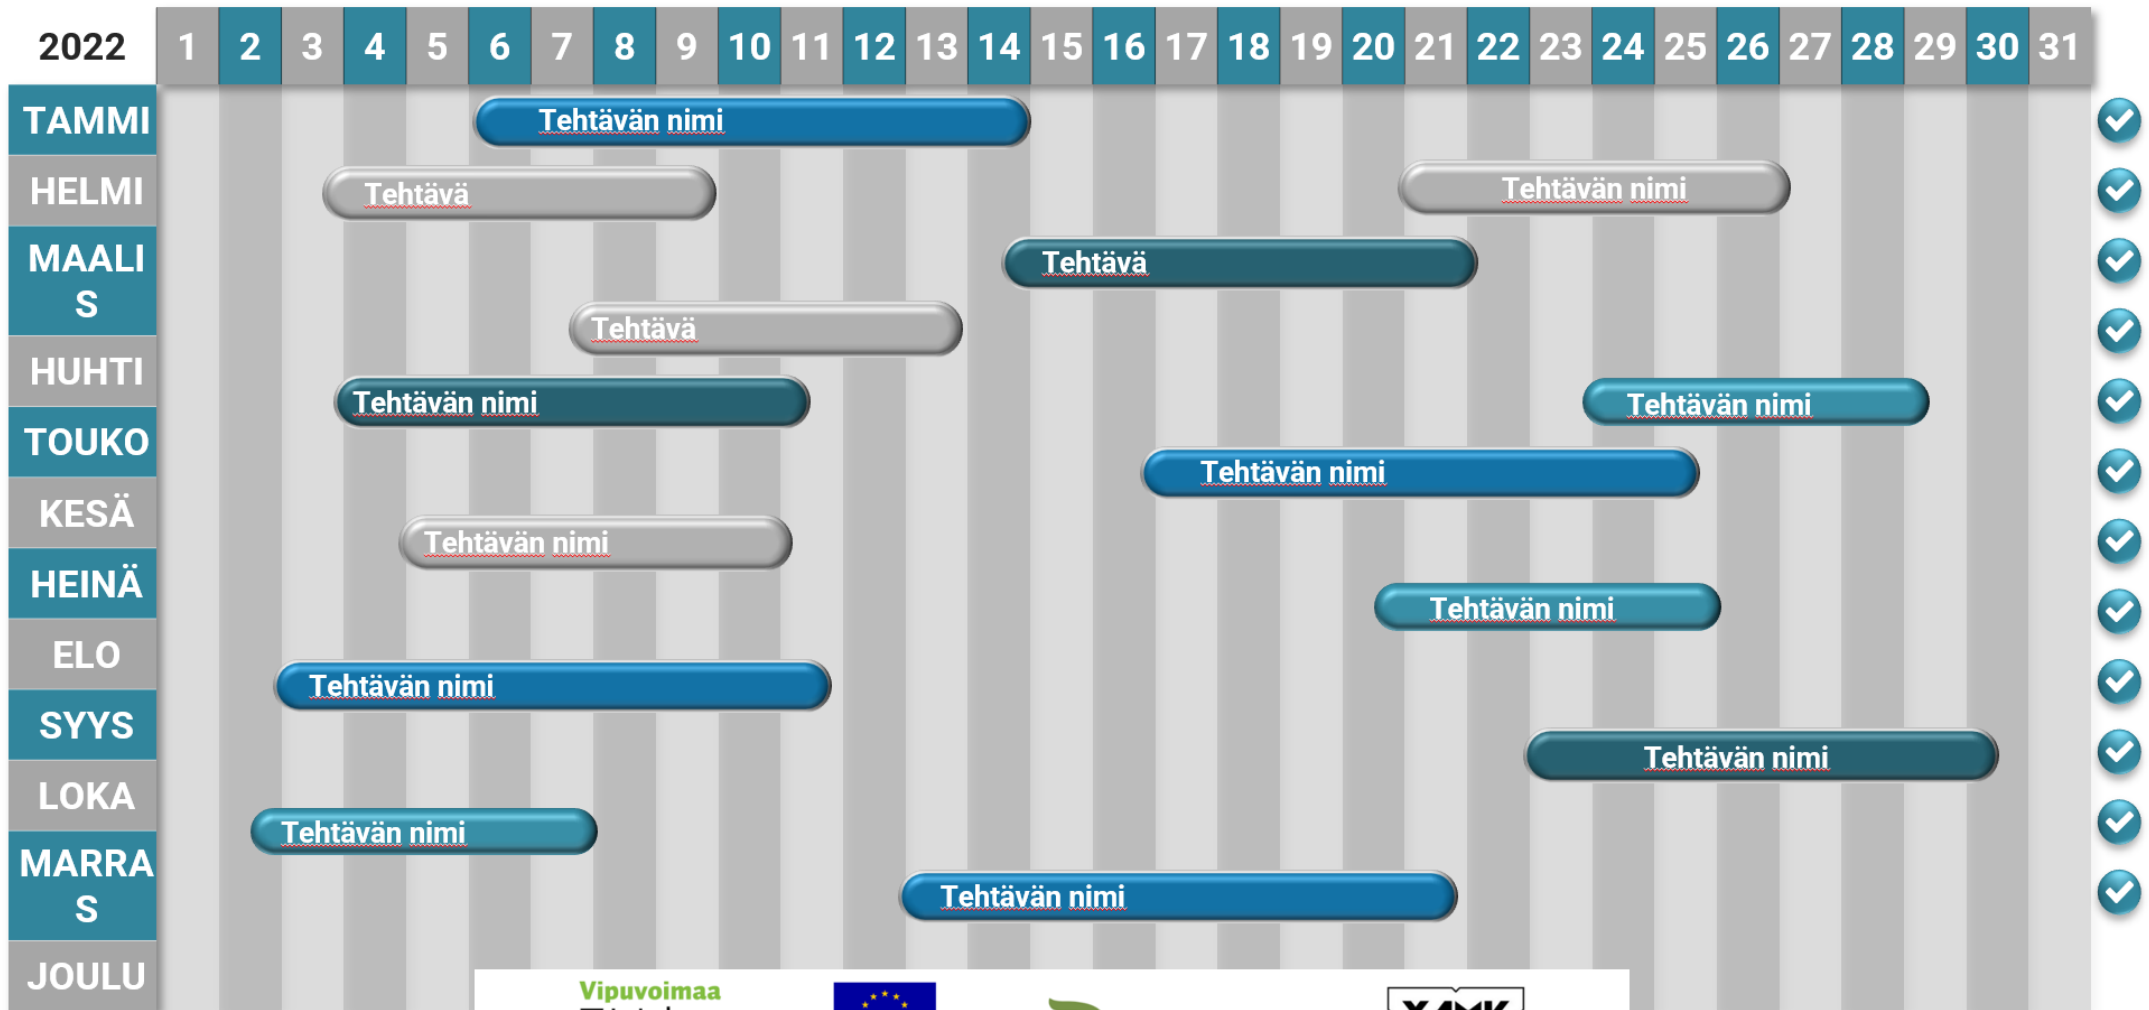 2022 1 2 3 4 5 6 7 8 9 10 11 12 13 14 15 16 17 18 19 20 21 22 23 24 25 26 27 28 29 30 31
TAMMI Tehtävän nimi
HELMI Tehtävä Tehtävän nimi
MAALI
S
Tehtävä
Tehtävä
HUHTI
Tehtävän nimi Tehtävän nimi
TOUKO
Tehtävän nimi
KESÄ
Tehtävän nimi
HEINÄ
Tehtävän nimi
ELO
Tehtävän nimi
SYYS
Tehtävän nimi
LOKA
Tehtävän nimi
MARRA
S
Tehtävän nimi
JOULU
Vipuvoimaa
XAMK